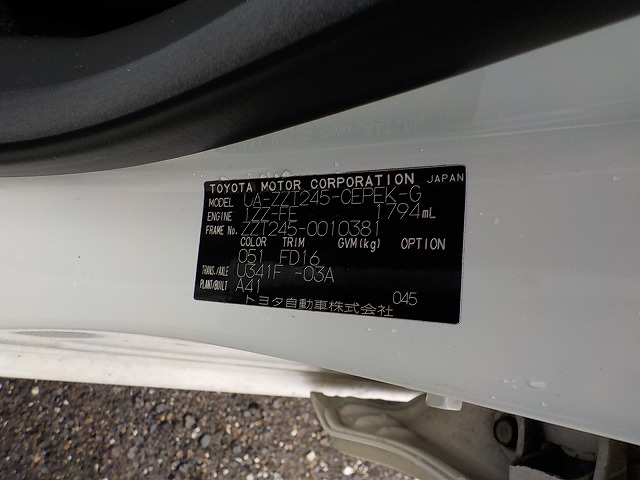 TOYOTA MOTOR CORPORATION JAPAN
MODEL UA-ZZT245-CEPEK-G
ENGINE 1ZZ-FE 1794mL
FRAME No. ZZT245-0010381
COLOR TRIM GVM(kg) OPTION
051 FD16
TRANS./AXLE U341F -03A
PLANT/BUILT A41
トヨタ自動車株式会社 045